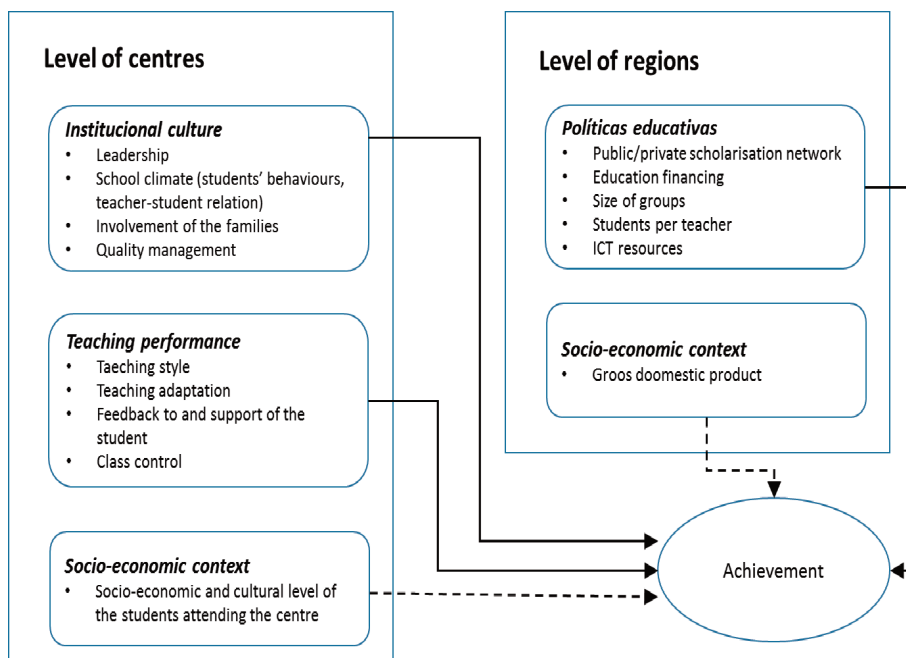 Level of centres
Institucional culture
• Leadership
• School climate (students' behaviours,
teacher-student relation)
• Involvement of the families
• Quality management
Teaching performance
• Taeching style
• Teaching adaptation
• Feedback to and support of the
student
• Class control
Socio-economic context
• Socio-economic and cultural level of
the students attending the centre
Level of regions
Políticas educativas
• Public/private scholarisation network
• Education financing
• Size of groups
• Students per teacher
• ICT resources
Socio-economic context
• Groos doomestic product
Achievement